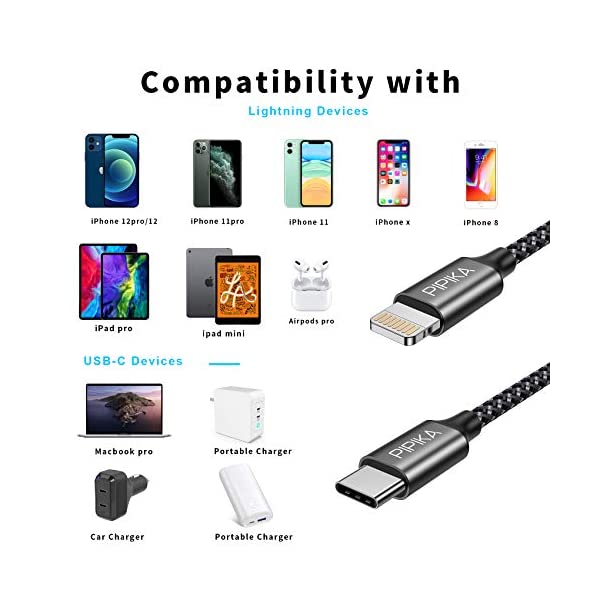 Compatibility with
Lightning Devices
iPhone 12pro/12
iPhone 11pro
iPhone 11
iPhone x
iPhone 8
iPad pro
ipad mini
Airpods pro
PIPIKA
USB-C Devices
Macbook pro
Portable Charger
PIPIKA
Car Charger
Portable Charger